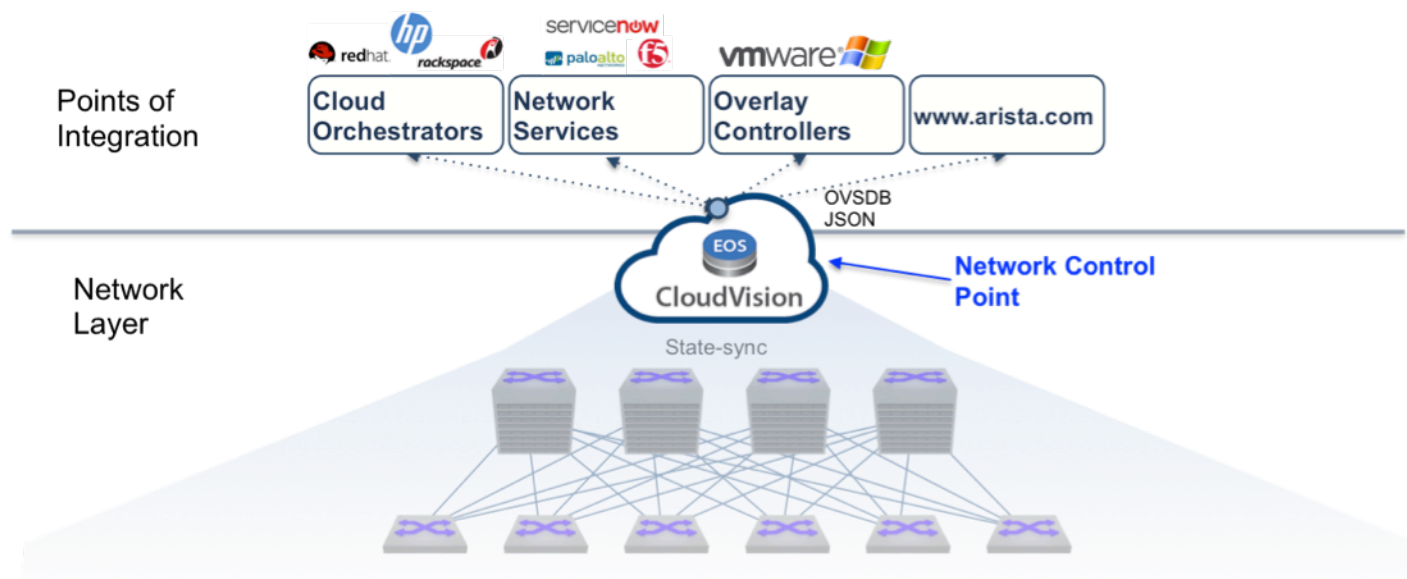 servicenow
redhat
hp
rackspace
paloalto
NETWORKS
f5
vmware
Points of
Integration
Cloud
Orchestrators
Network
Services
Overlay
Controllers
www.arista.com
OVSDB
JSON
EOS
CloudVision
Network Control
Point
Network
Layer
State-sync